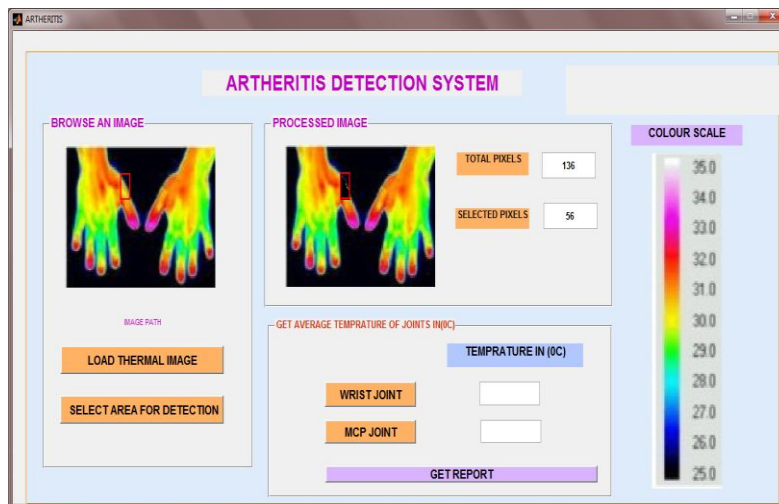 ARTHERITIS
ARTHERITIS DETECTION SYSTEM
BROWSE AN IMAGE
IMAGE PATH
LOAD THERMAL IMAGE
SELECT AREA FOR DETECTION
PROCESSED IMAGE
TOTAL PIXELS
136
SELECTED PIXELS
56
GET AVERAGE TEMPRATURE OF JOINTS IN(0C)
TEMPRATURE IN (0C)
WRIST JOINT
MCP JOINT
GET REPORT
COLOUR SCALE
35.0
34.0
33.0
32.0
31.0
30.0
29.0
28.0
27.0
26.0
25.0